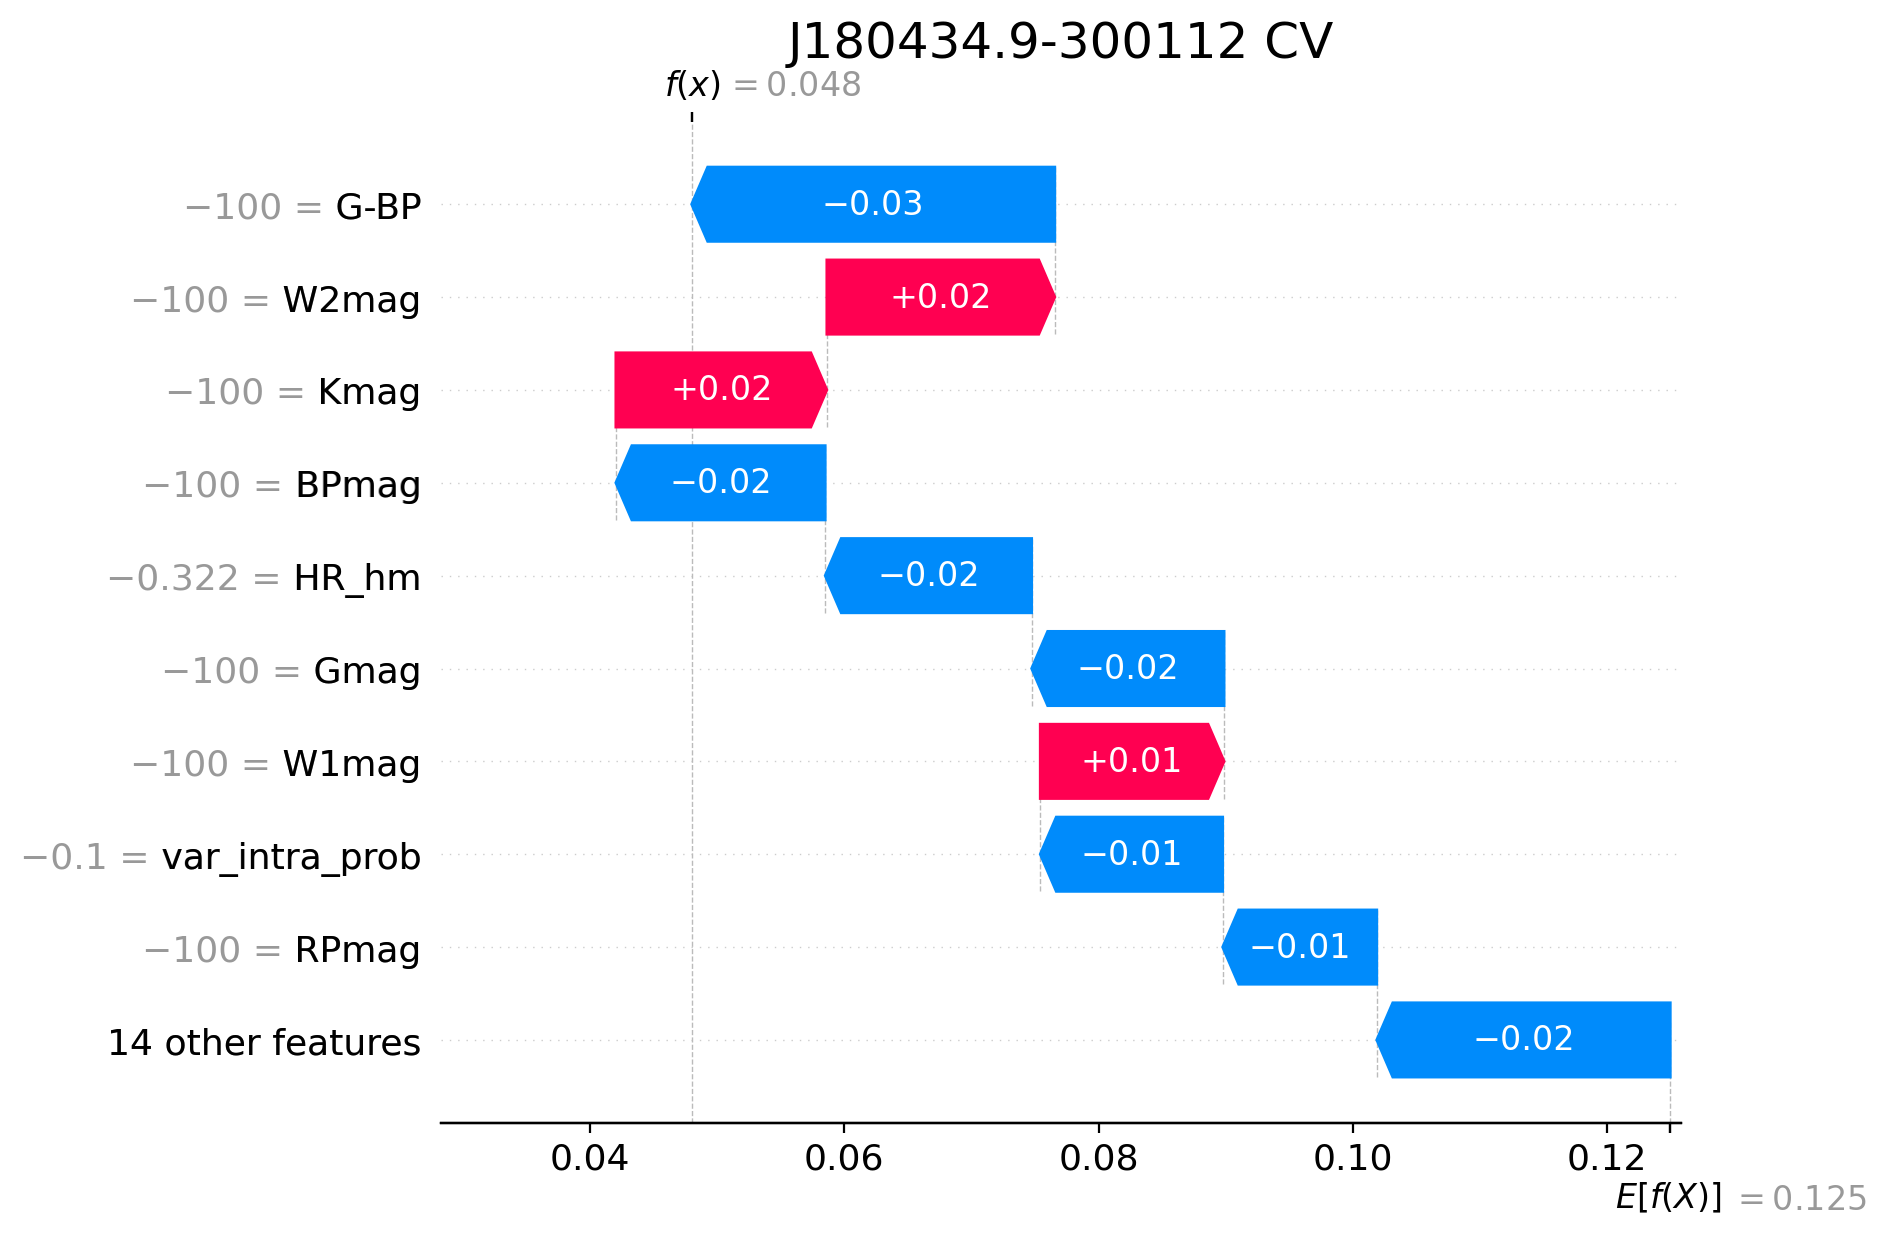 J180434.9-300112 CV
f(x) = 0.048
−100 = G-BP
−0.03
−100 = W2mag
+0.02
−100 = Kmag
+0.02
−100 = BPmag
−0.02
−0.322 = HR_hm
−0.02
−100 = Gmag
−0.02
−100 = W1mag
+0.01
−0.1 = var_intra_prob
−0.01
−100 = RPmag
−0.01
14 other features
−0.02
0.04 0.06 0.08 0.10 0.12
E[f(X)] = 0.125